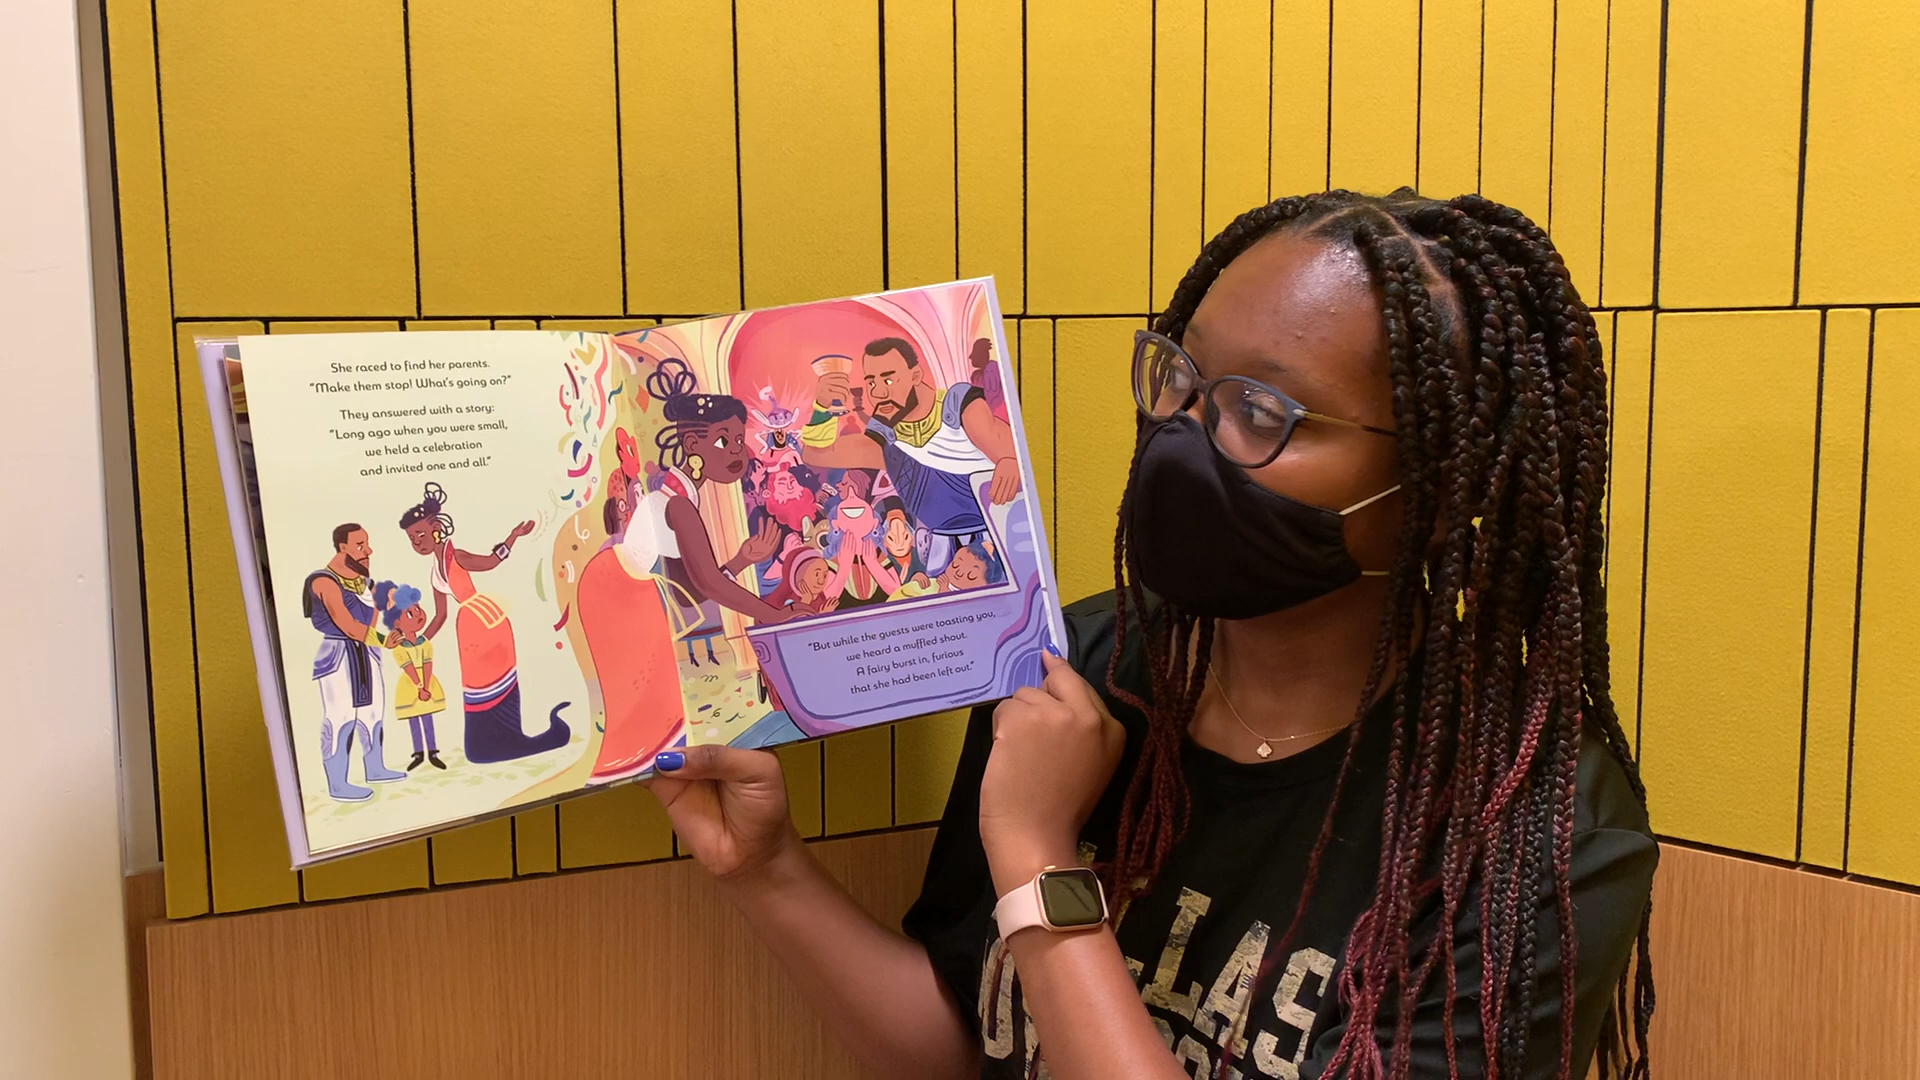 She raced to find her parents.
"Make them stop! What's going on?"
They answered with a story:
"Long ago when you were small,
we held a celebration
and invited one and all."
"But while the guests were toasting you,
we heard a muffled shout.
A fairy burst in, furious
that she had been left out."
DALLAS